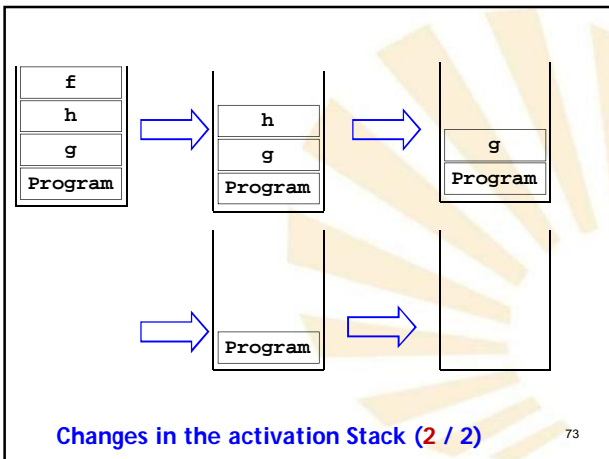 f
h
g
Program
h
g
Program
g
Program
Program
Changes in the activation Stack (2 / 2)
73